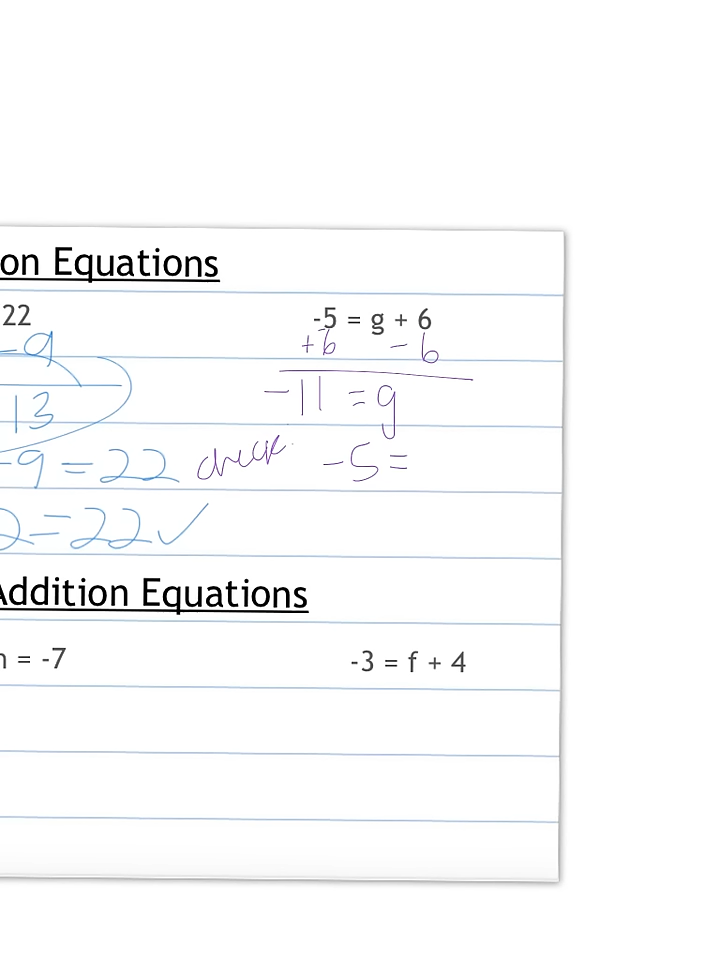 on Equations
22 -5 = g + 6
-9 +6 -6
13 -11 = g
-9 = 22 check: -5 =
2 = 22 ✓
Addition Equations
n = -7 -3 = f + 4